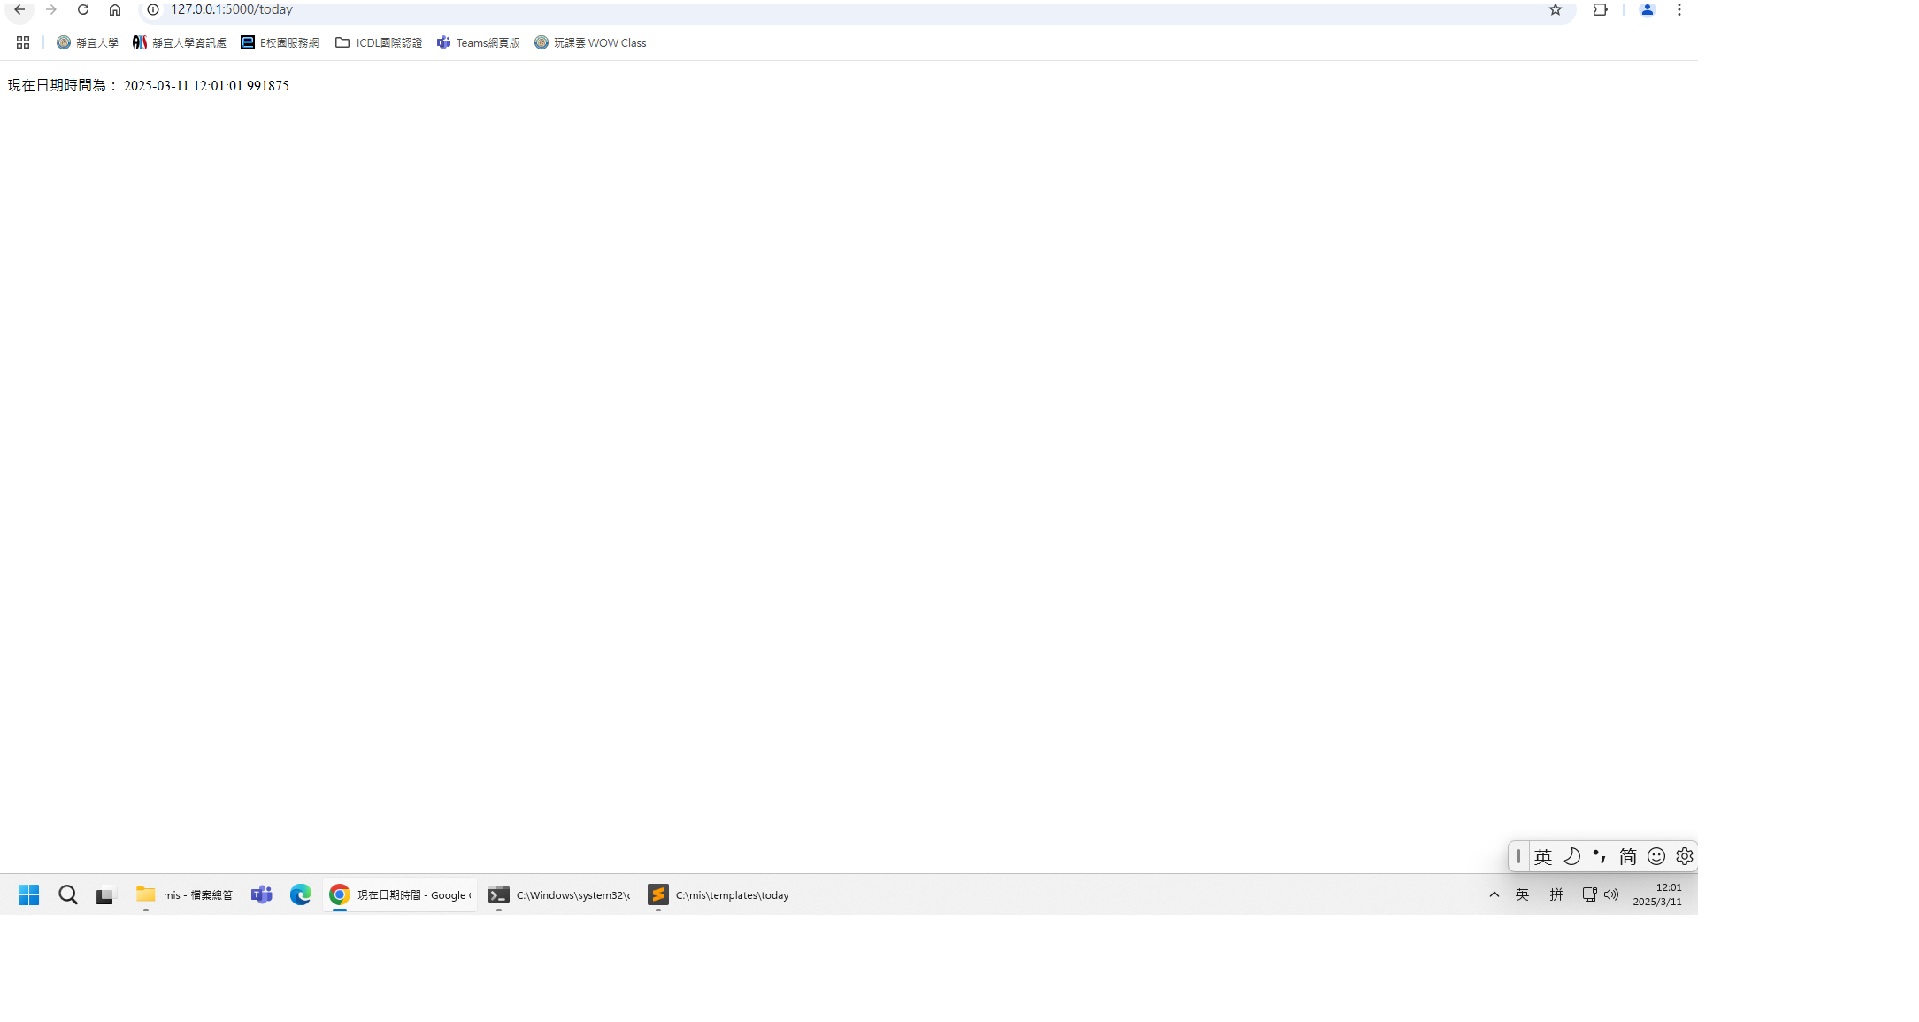 127.0.0.1:5000/today
靜宜大學 靜宜大學資訊處 E校園服務網 ICDL國際認證 Teams網頁版 玩課雲 WOW Class
現在日期時間為： 2025-03-11 12:01:01.991875
英 简
mis - 檔案總管 現在日期時間 - Google C:\Windows\system32\c C:\mis\templates\today 英 拼 12:01
2025/3/11